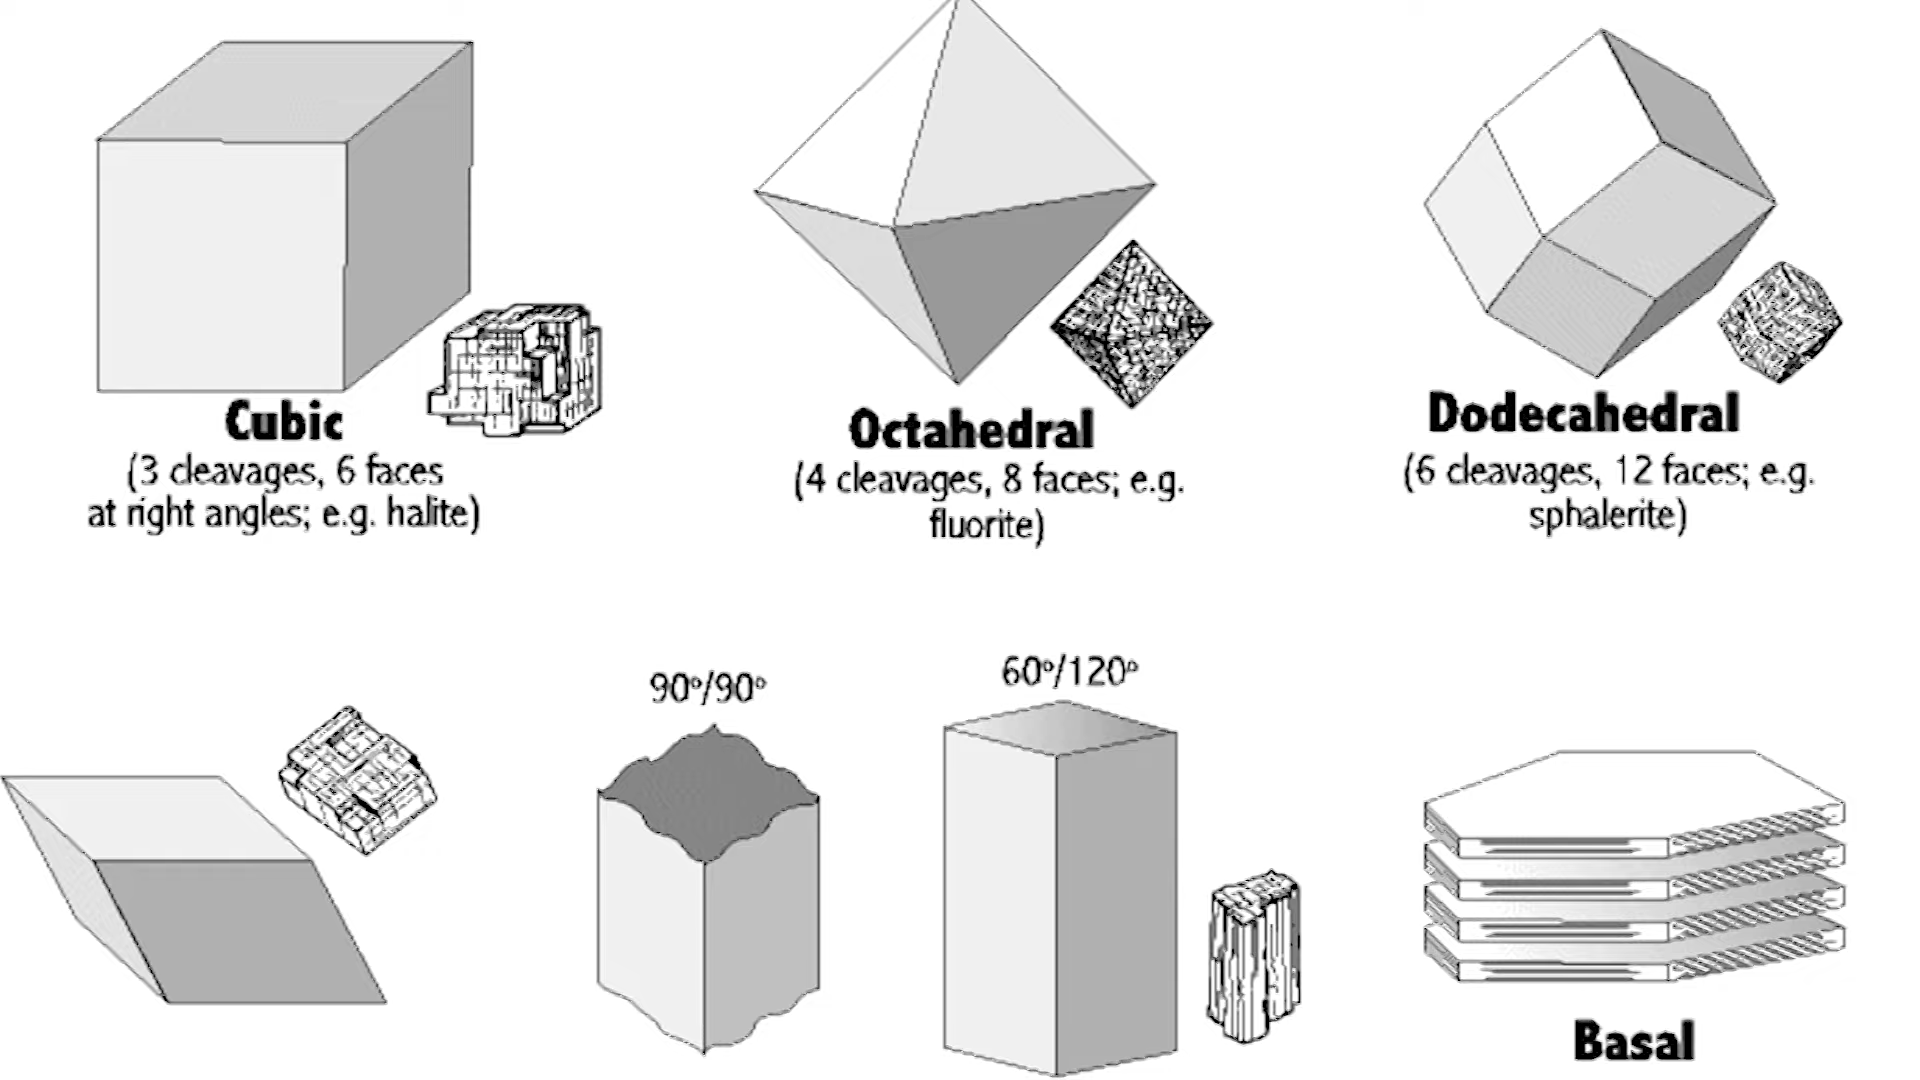 Cubic
(3 cleavages, 6 faces
at right angles; e.g. halite)
Octahedral
(4 cleavages, 8 faces; e.g.
fluorite)
Dodecahedral
(6 cleavages, 12 faces; e.g.
sphalerite)
90°/90°
60°/120°
Basal